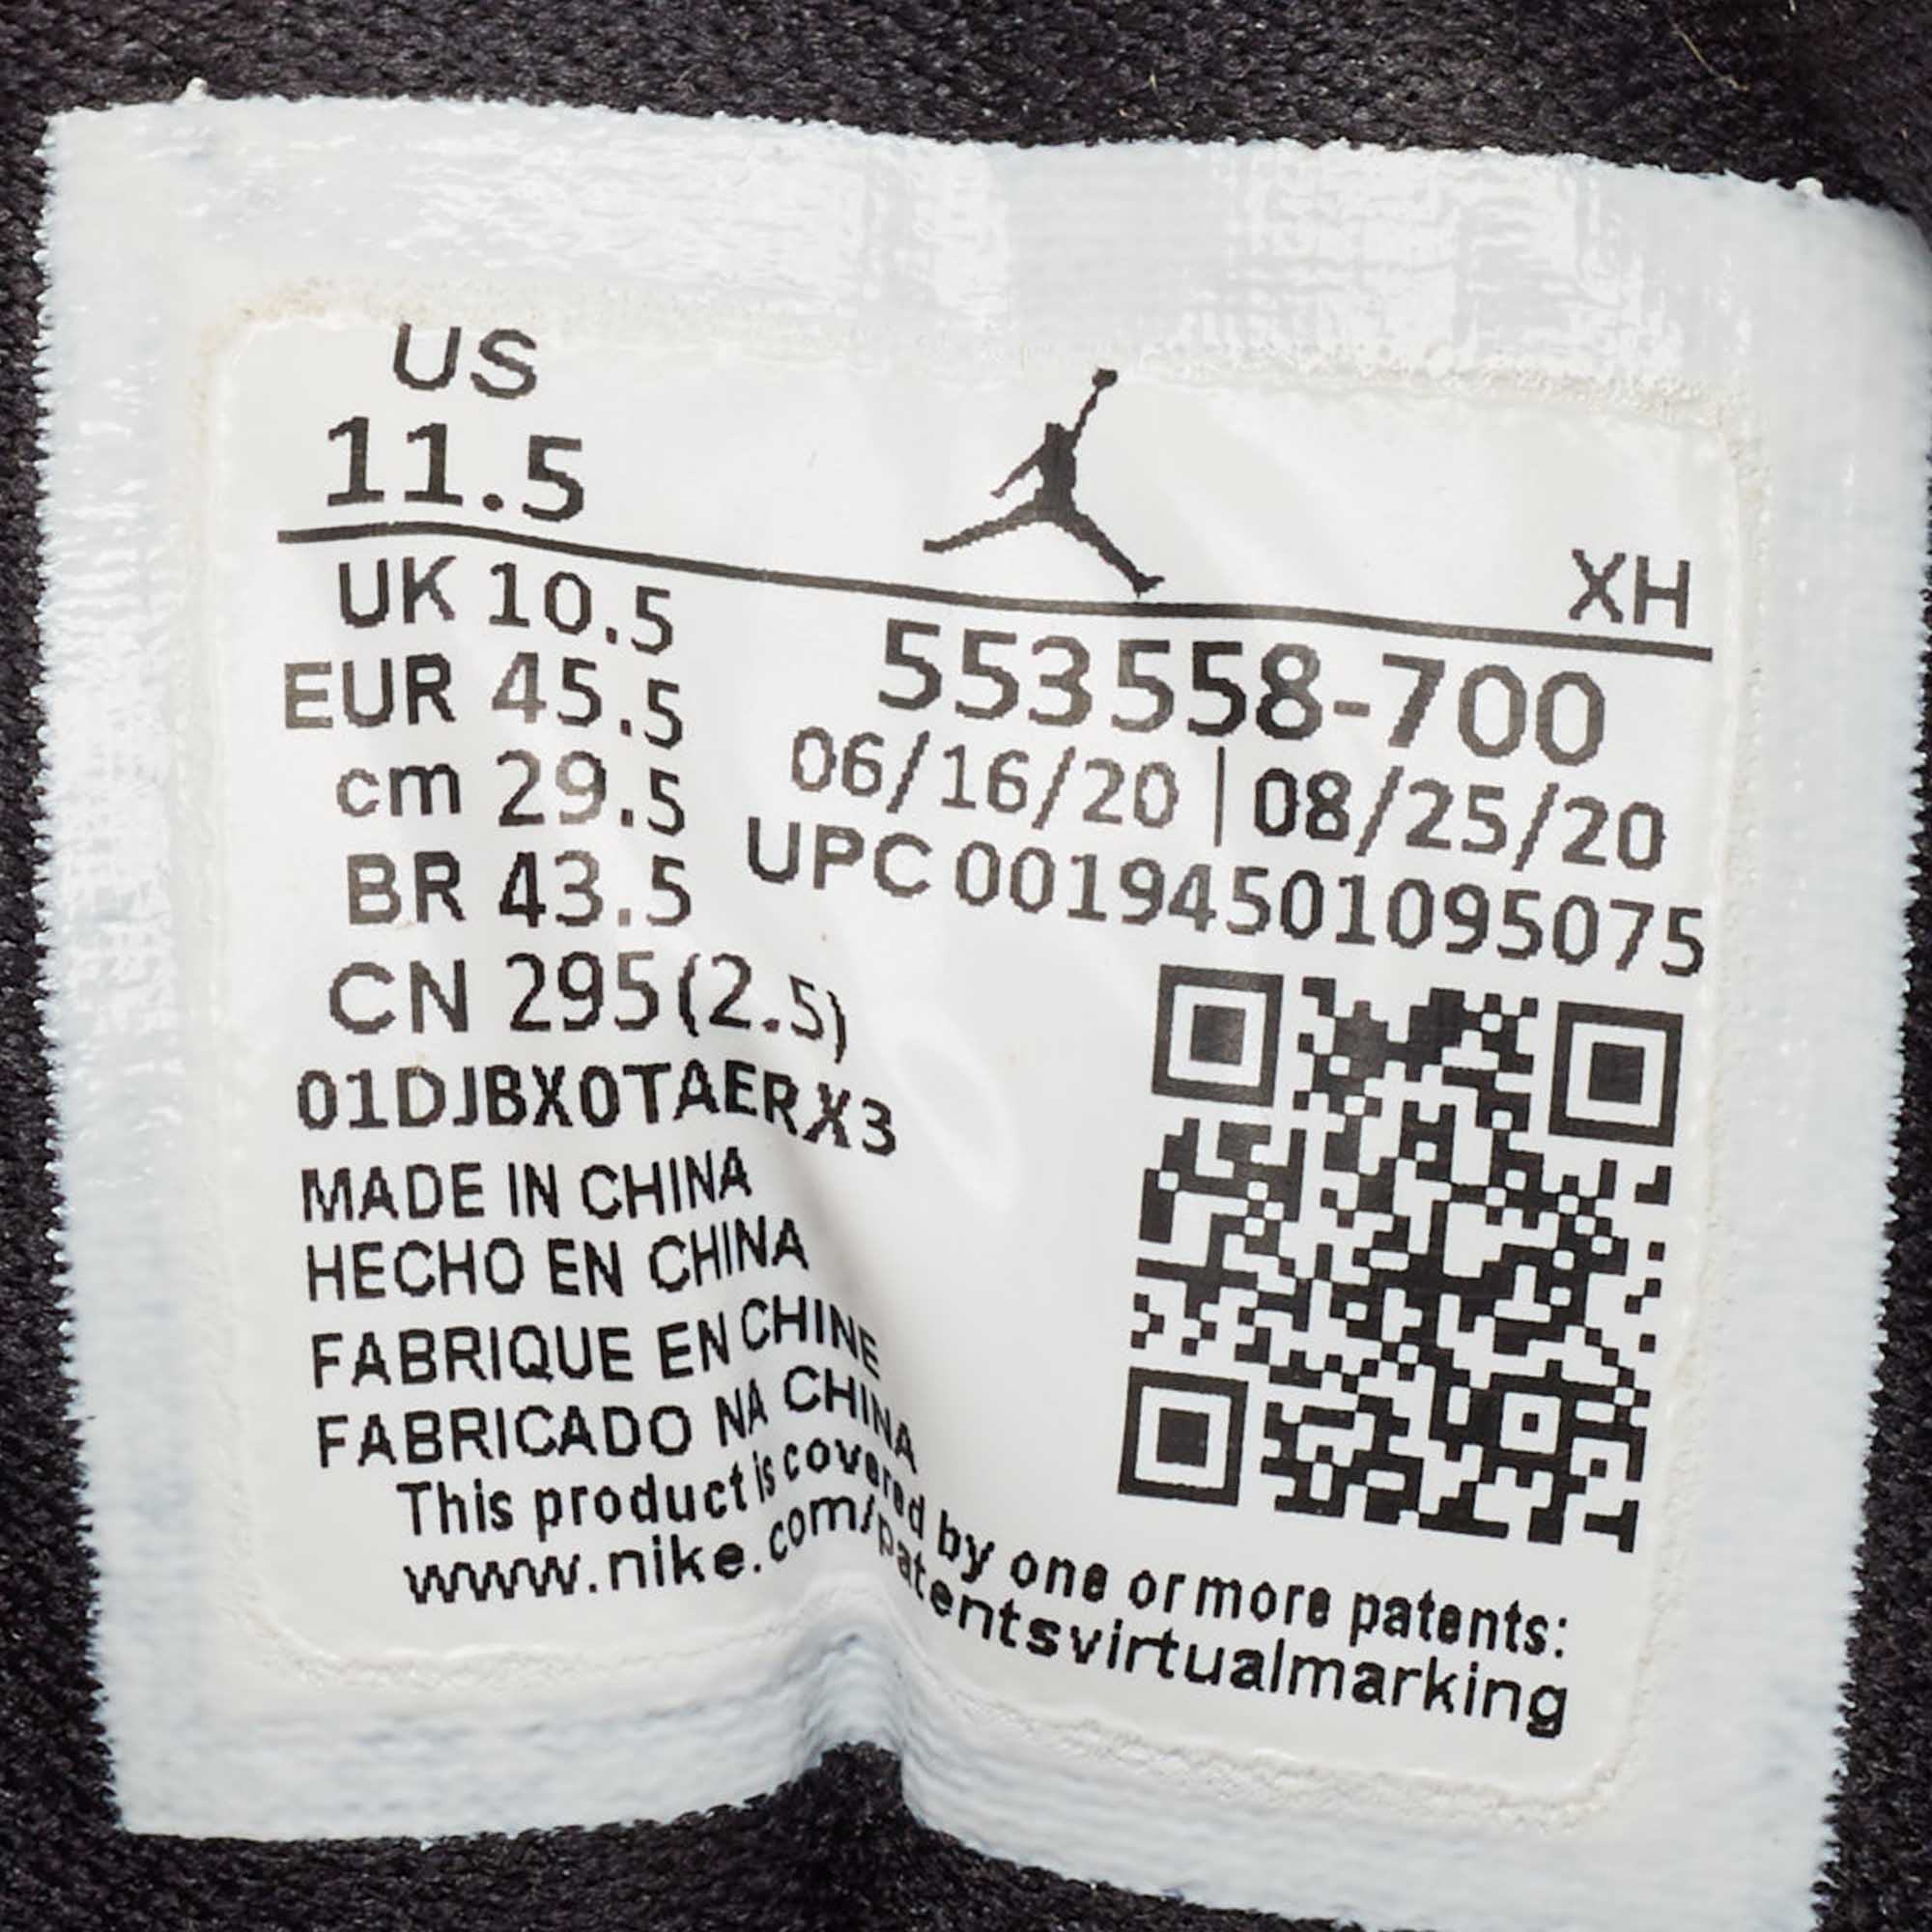 US
11.5
XH
UK 10.5
EUR 45.5
cm 29.5
BR 43.5
CN 295(2.5)
553558-700
06/16/20 | 08/25/20
UPC 00194501095075
01DJBX0TAERX3
MADE IN CHINA
HECHO EN CHINA
FABRIQUE EN CHINE
FABRICADO NA CHINA
This product is covered by one or more patents:
www.nike.com/patentsvirtualmarking